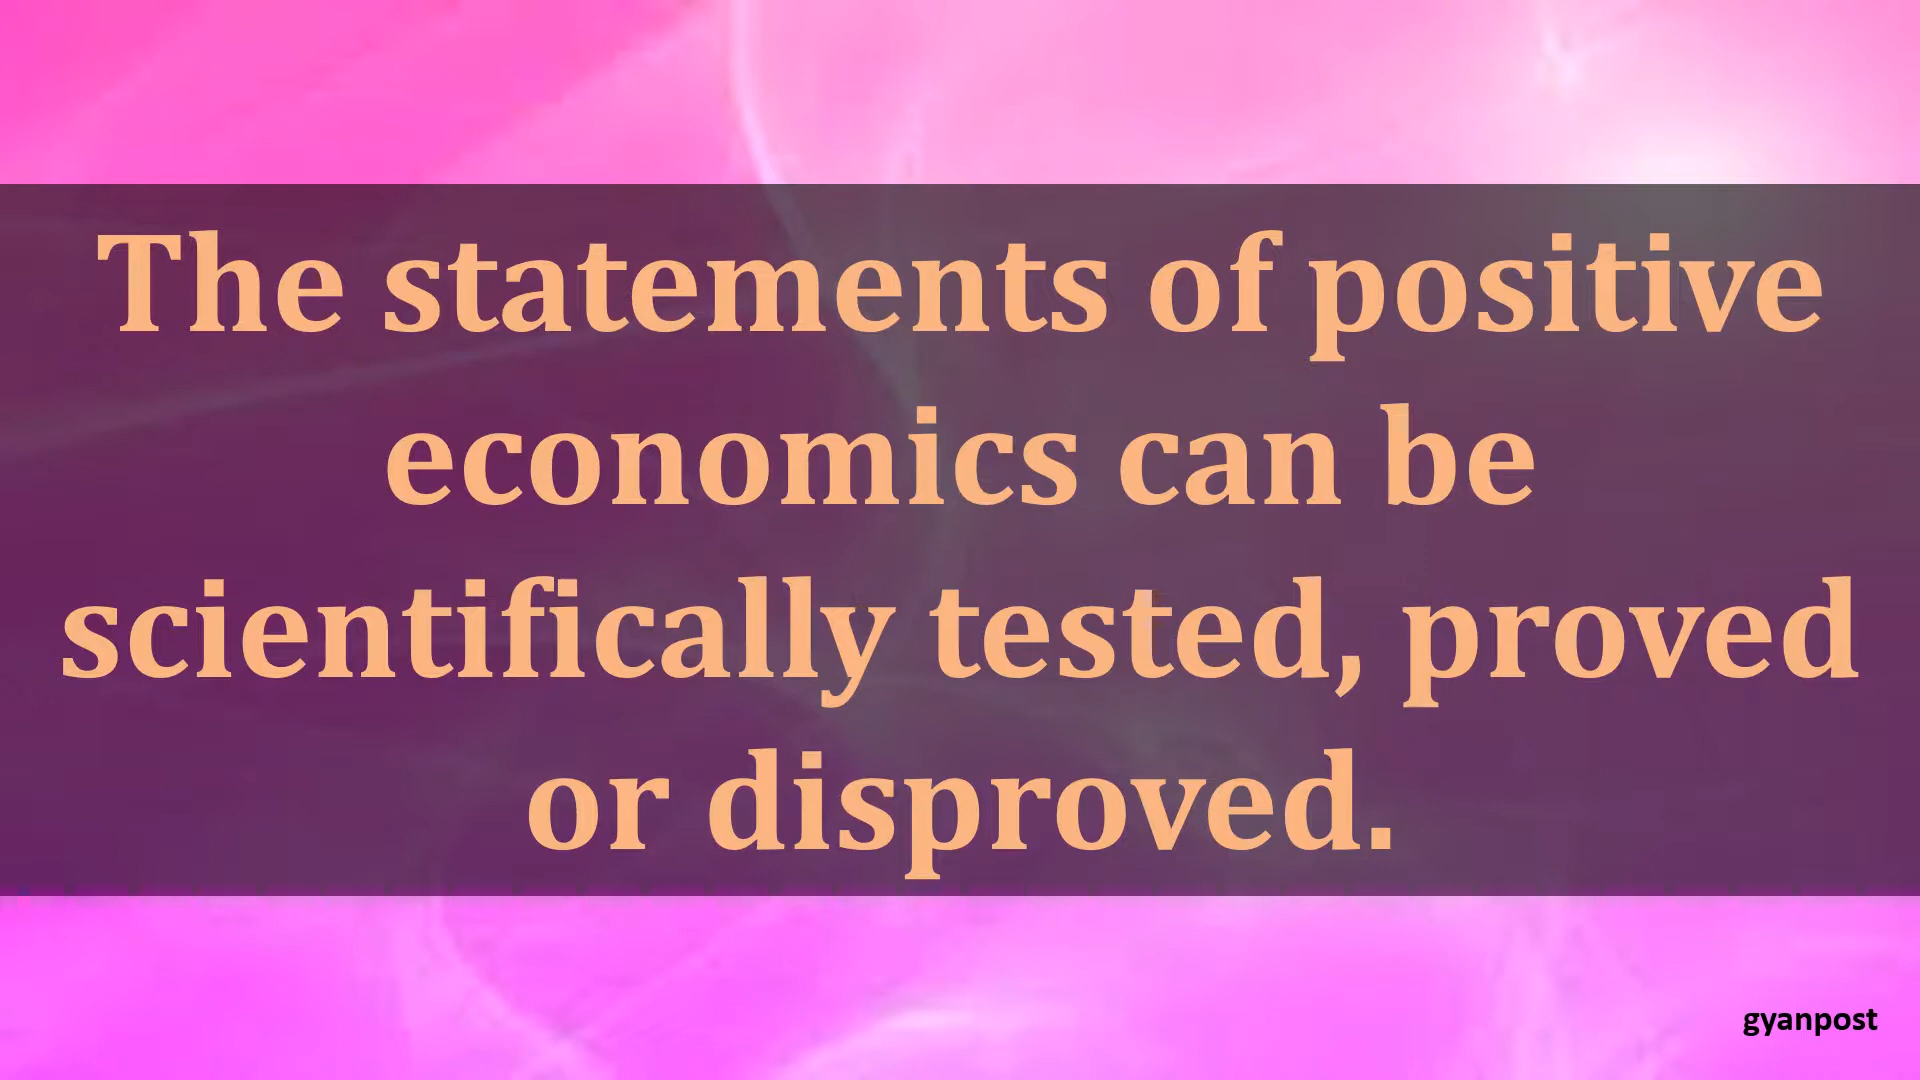 The statements of positive
economics can be
scientifically tested, proved
or disproved.
gyanpost